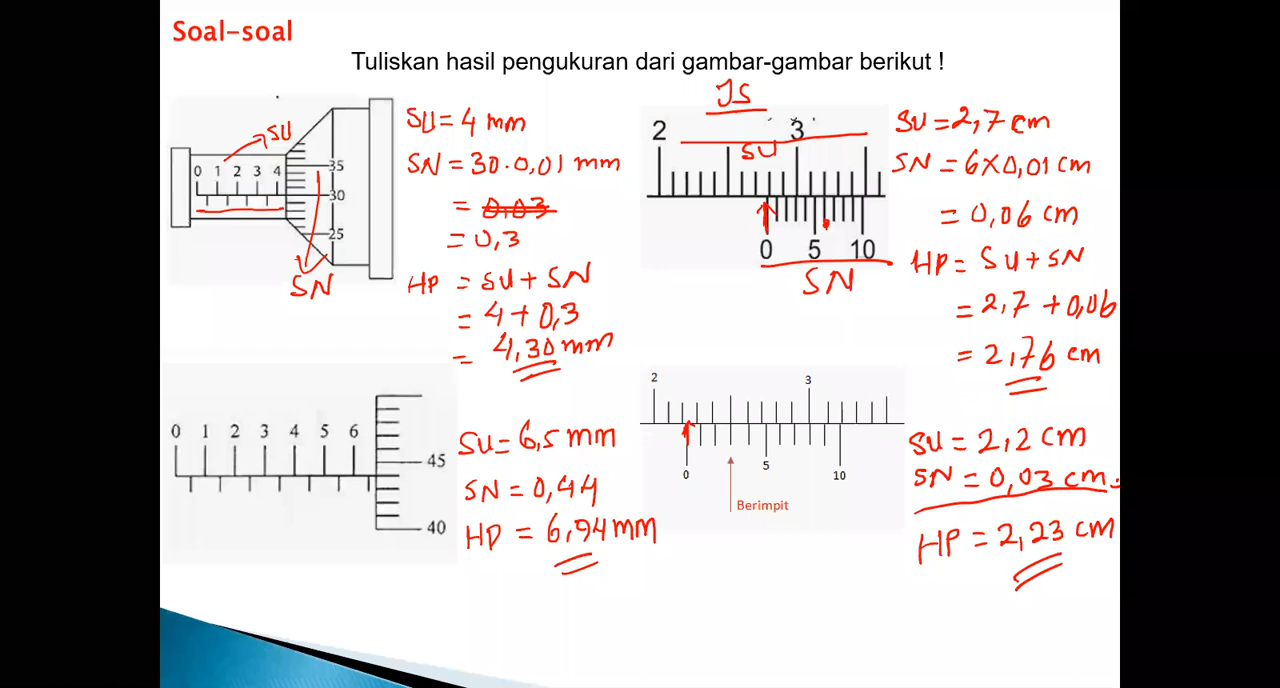 Soal-soal
Tuliskan hasil pengukuran dari gambar-gambar berikut !
SU
0 1 2 3 4
35
30
25
SN
SU = 4 mm
SN = 30 . 0,01 mm
= 0,03
= 0,3
HP = SU + SN
= 4 + 0,3
= 4,30 mm
JS
2 3
SU
0 5 10
SN
SU = 2,7 cm
SN = 6 x 0,01 cm
= 0,06 cm
HP = SU + SN
= 2,7 + 0,06
= 2,76 cm
0 1 2 3 4 5 6
45
40
SU = 6,5 mm
SN = 0,44
HP = 6,94 mm
2 3
0 5 10
Berimpit
SU = 2,2 cm
SN = 0,03 cm
HP = 2,23 cm